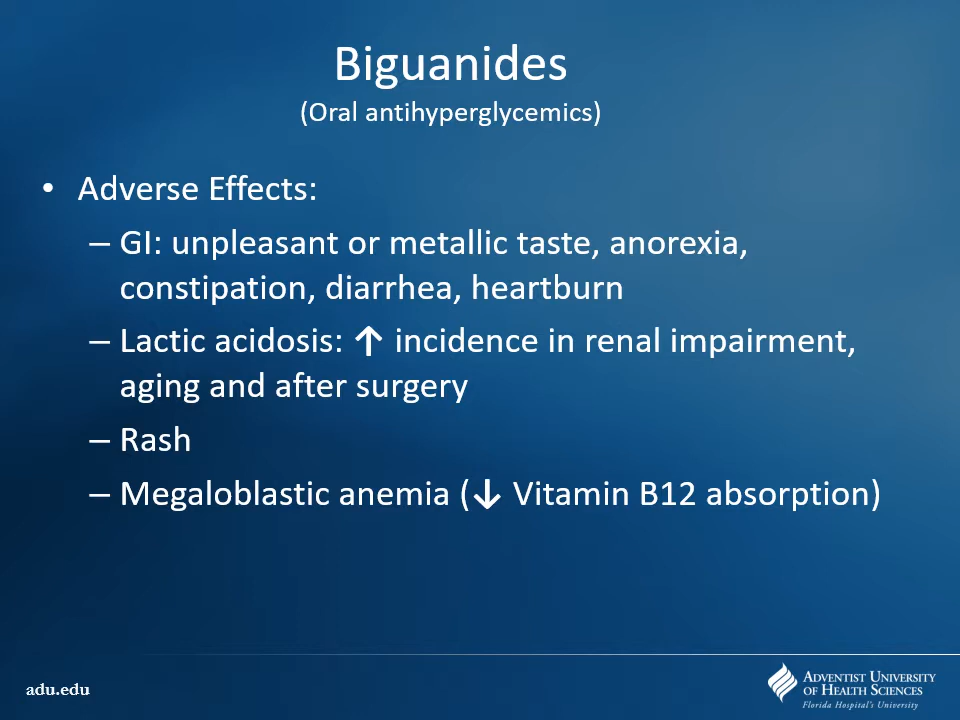 Biguanides
(Oral antihyperglycemics)
• Adverse Effects:
– GI: unpleasant or metallic taste, anorexia,
constipation, diarrhea, heartburn
– Lactic acidosis: ↑ incidence in renal impairment,
aging and after surgery
– Rash
– Megaloblastic anemia (↓ Vitamin B12 absorption)
adu.edu
ADVENTIST UNIVERSITY
OF HEALTH SCIENCES
Florida Hospital's University